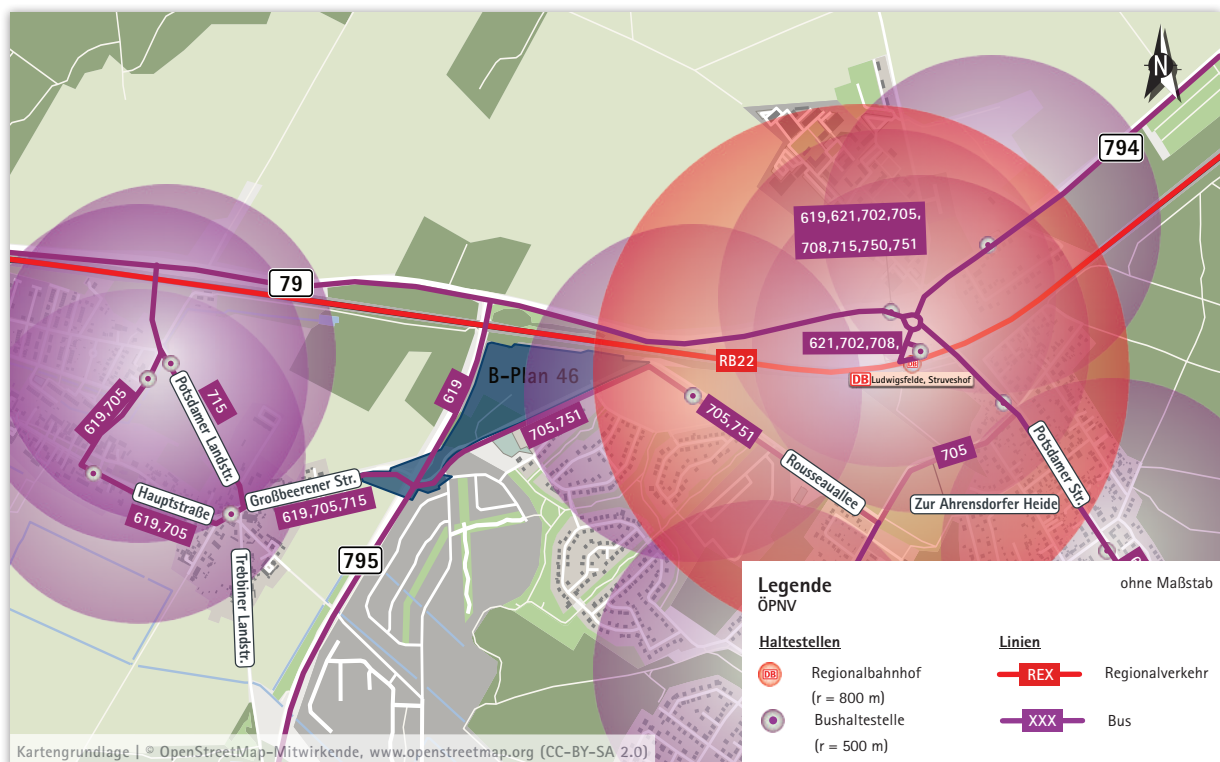 N
794
619,621,702,705,
708,715,750,751
79
621,702,708,
RB22
DB Ludwigsfelde, Struveshof
DB
B-Plan 46
619
619,705
Potsdamer Landstr.
715
705,751
705,751
705
Potsdamer Str.
Rousseauallee
Zur Ahrensdorfer Heide
Hauptstraße
Großbeerener Str.
619,705
619,705,715
795
Trebbiner Landstr.
Legende
ohne Maßstab
ÖPNV
Haltestellen
Linien
DB
Regionalbahnhof
(r = 800 m)
REX
Regionalverkehr
Bushaltestelle
(r = 500 m)
XXX
Bus
Kartengrundlage | © OpenStreetMap-Mitwirkende, www.openstreetmap.org (CC-BY-SA 2.0)